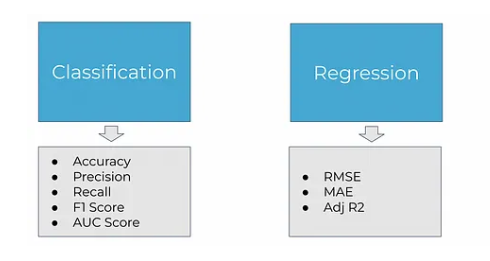 Classification
Regression
● Accuracy
● Precision
● Recall
● F1 Score
● AUC Score
● RMSE
● MAE
● Adj R2